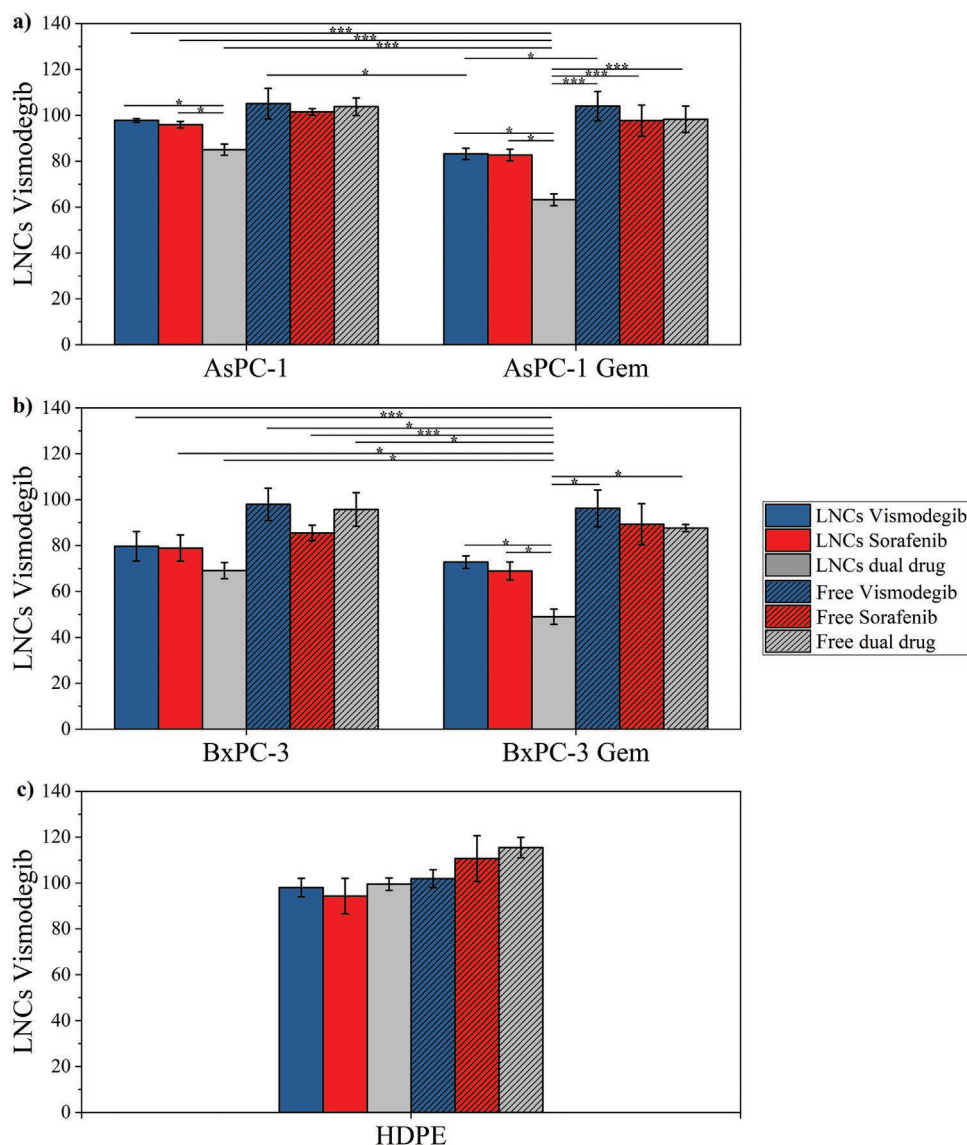 a)
140
120
100
80
60
40
20
0
LNCs Vismodegib
***
***
***
*
*
***
***
***
*
*
*
*
AsPC-1
AsPC-1 Gem
b)
140
120
100
80
60
40
20
0
LNCs Vismodegib
***
*
***
*
*
*
*
*
*
*
BxPC-3
BxPC-3 Gem
LNCs Vismodegib
LNCs Sorafenib
LNCs dual drug
Free Vismodegib
Free Sorafenib
Free dual drug
c)
140
120
100
80
60
40
20
0
LNCs Vismodegib
HDPE